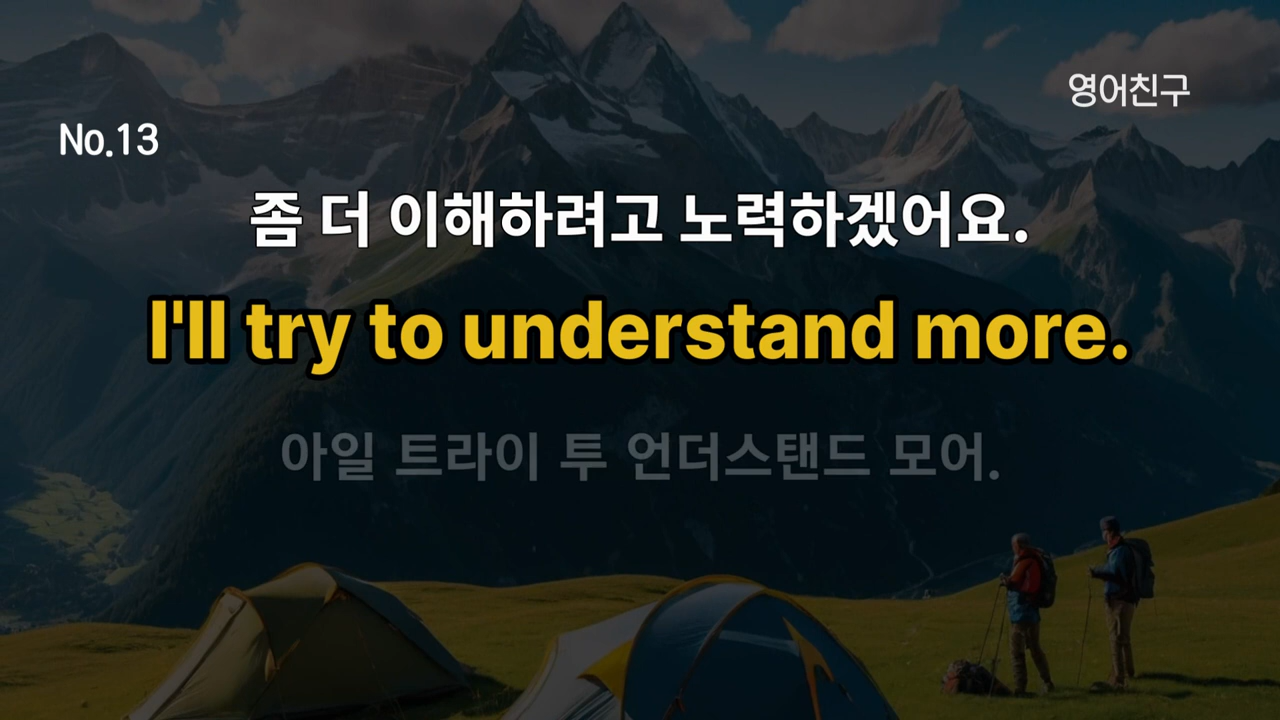 영어친구
No.13
좀 더 이해하려고 노력하겠어요.
I'll try to understand more.
아일 트라이 투 언더스탠드 모어.